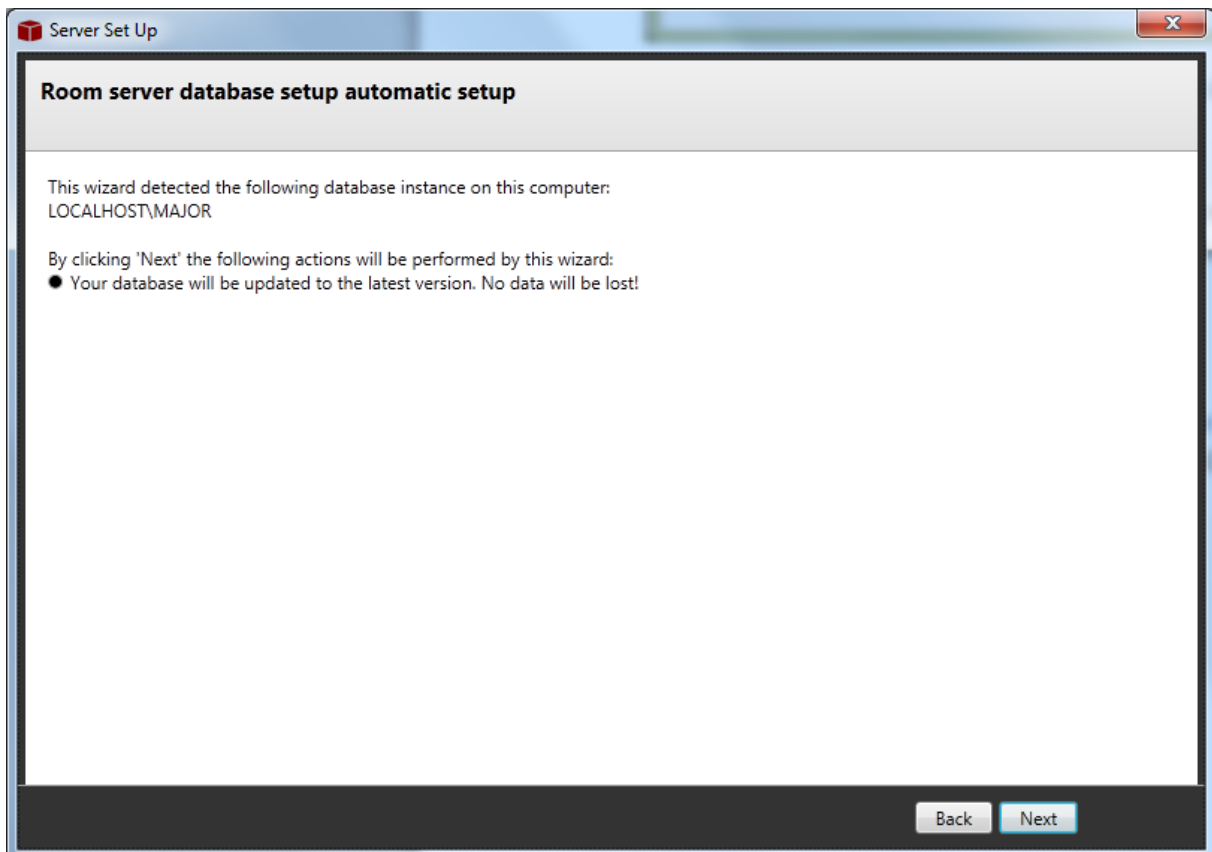 Server Set Up
Room server database setup automatic setup
This wizard detected the following database instance on this computer:
LOCALHOST\MAJOR
By clicking 'Next' the following actions will be performed by this wizard:
● Your database will be updated to the latest version. No data will be lost!
Back Next